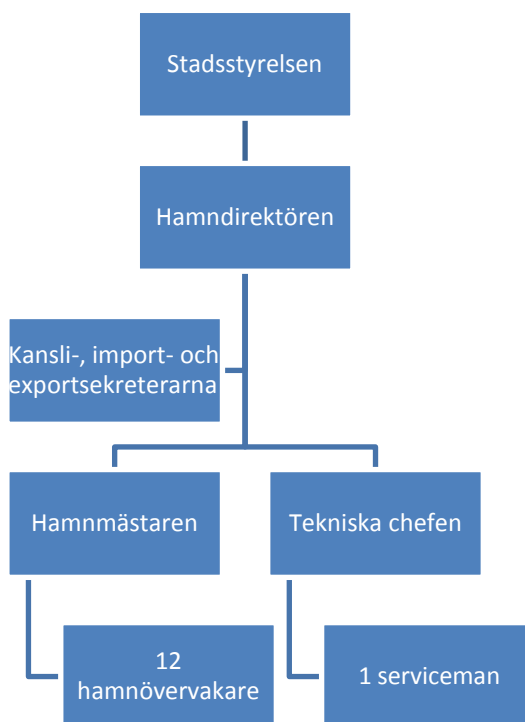 Stadsstyrelsen
Hamndirektören
Kansli-, import- och
exportsekreterarna
Hamnmästaren
Tekniska chefen
12
hamnövervakare
1 serviceman